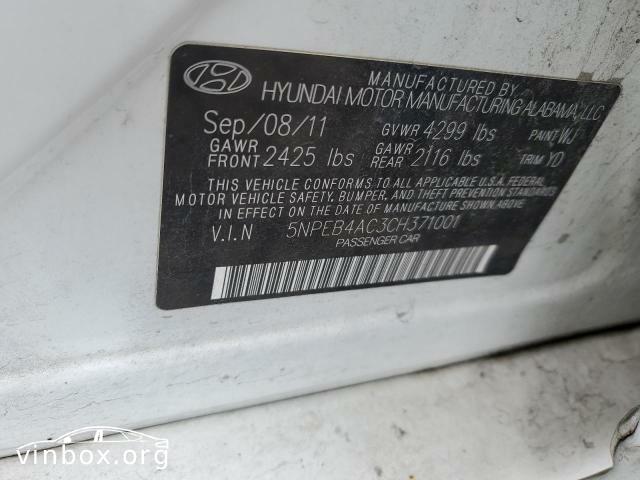 MANUFACTURED BY
HYUNDAI MOTOR MANUFACTURING ALABAMA, LLC
Sep/08/11 GVWR 4299 lbs PAINT WJ
GAWR FRONT 2425 lbs GAWR REAR 2116 lbs TRIM YD
THIS VEHICLE CONFORMS TO ALL APPLICABLE U.S.A. FEDERAL
MOTOR VEHICLE SAFETY, BUMPER, AND THEFT PREVENTION STANDARDS
IN EFFECT ON THE DATE OF MANUFACTURE SHOWN ABOVE.
V.I.N 5NPEB4AC3CH371001
PASSENGER CAR
vinbox.org